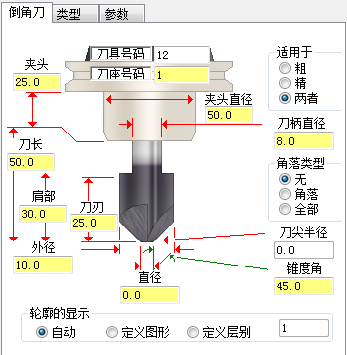 倒角刀 类型 参数
刀具号码 12
刀体号码 1
夹头
25.0
夹头直径
50.0
适用于
粗
精
两者
刀柄直径
8.0
刀长
50.0
肩部
30.0
刀刃
25.0
角落类型
无
角落
全部
外径
10.0
直径
0.0
刀尖半径
0.0
锥度角
45.0
轮廓的显示
自动 定义图形 定义层别 1